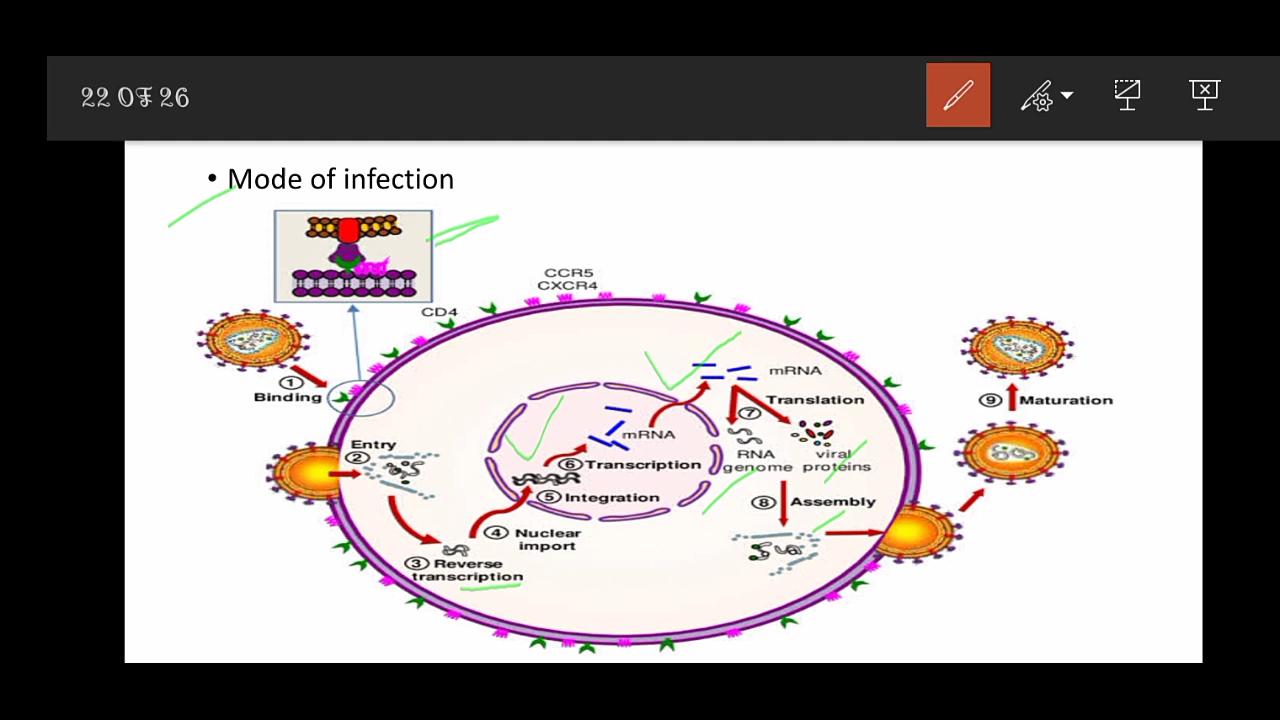 22 OF 26
• Mode of infection
CCR5
CXCR4
CD4
1
Binding
Entry
2
3 Reverse
transcription
4 Nuclear
import
5 Integration
6 Transcription
mRNA
mRNA
Translation
7
RNA
genome
viral
proteins
8 Assembly
9 Maturation